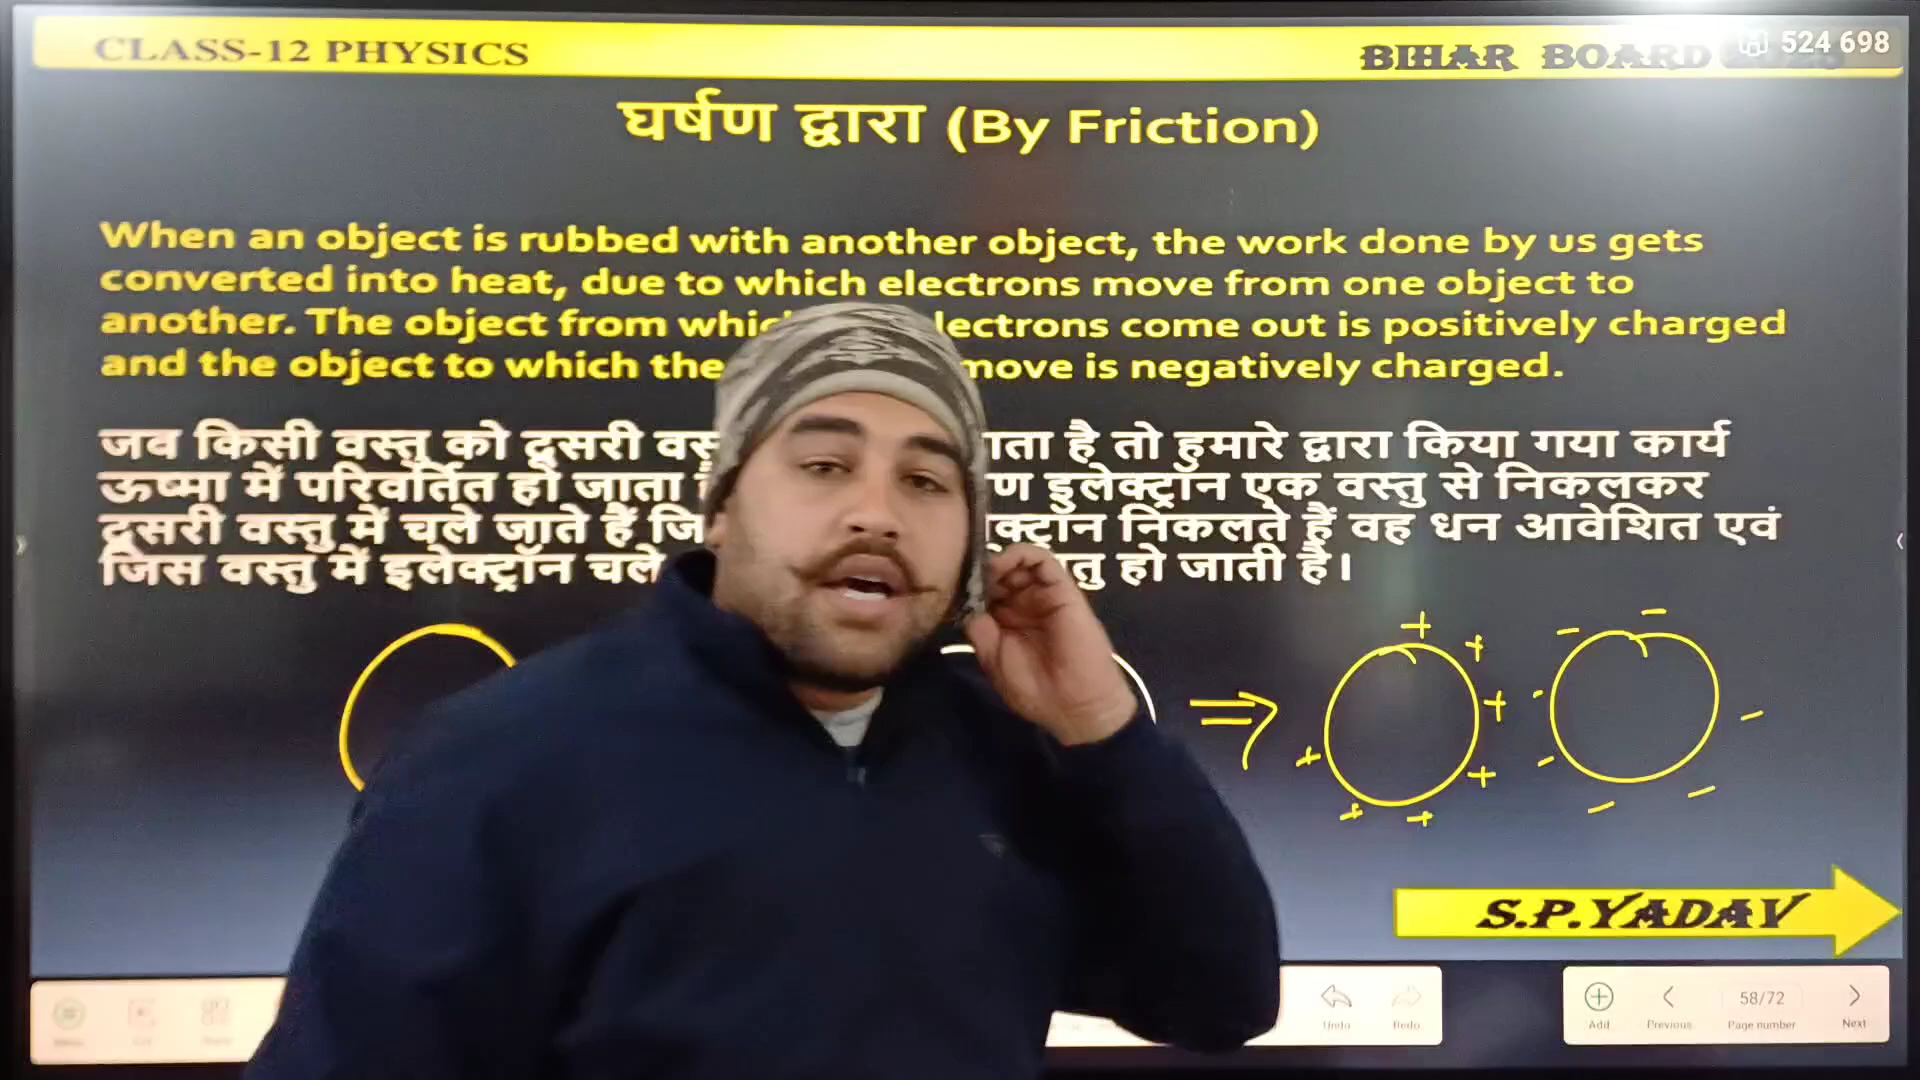 CLASS-12 PHYSICS
BIHAR BOARD
524 698
घर्षण द्वारा (By Friction)
When an object is rubbed with another object, the work done by us gets
converted into heat, due to which electrons move from one object to
another. The object from which lectrons come out is positively charged
and the object to which the move is negatively charged.
जब किसी वस्तु को दूसरी वस् ाता है तो हमारे द्वारा किया गया कार्य
ऊष्मा में परिवर्तित हो जाता ण इलेक्ट्रॉन एक वस्तु से निकलकर
दूसरी वस्तु में चले जाते हैं जि क्ट्रॉन निकलते हैं वह धन आवेशित एवं
जिस वस्तु में इलेक्ट्रॉन चले तु हो जाती है।
+ + + + + + +
- - - - - - -
S.P.YADAV
Undo
Redo
Add
Previous
58/72
Page number
Next